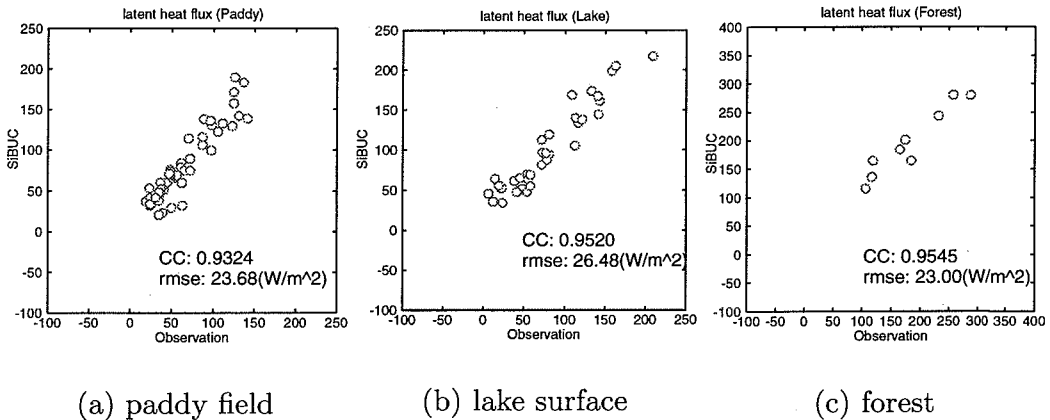 latent heat flux (Paddy)
250
200
150
100
50
0
-50
-100
SiBUC
CC: 0.9324
rmse: 23.68(W/m^2)
-100 -50 0 50 100 150 200 250
Observation
(a) paddy field
latent heat flux (Lake)
250
200
150
100
50
0
-50
-100
SiBUC
CC: 0.9520
rmse: 26.48(W/m^2)
-100 -50 0 50 100 150 200 250
Observation
(b) lake surface
latent heat flux (Forest)
400
350
300
250
200
150
100
50
0
-50
-100
SiBUC
CC: 0.9545
rmse: 23.00(W/m^2)
-100 -50 0 50 100 150 200 250 300 350 400
Observation
(c) forest